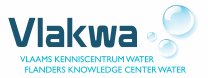 Vlakwa
VLAAMS KENNISCENTRUM WATER
FLANDERS KNOWLEDGE CENTER WATER